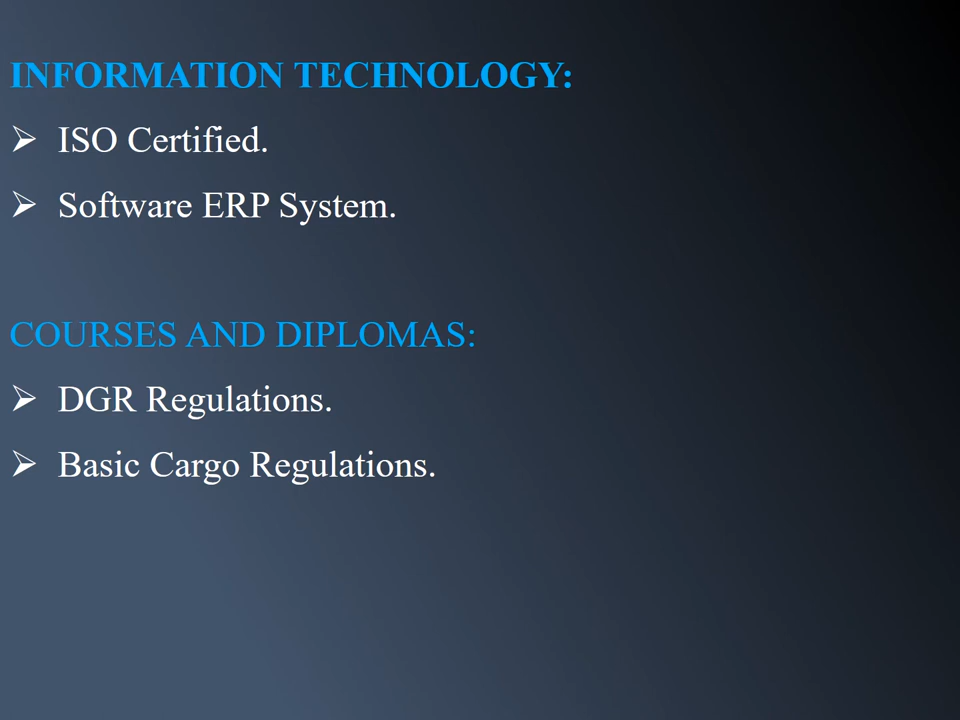 INFORMATION TECHNOLOGY:
➢ ISO Certified.
➢ Software ERP System.
COURSES AND DIPLOMAS:
➢ DGR Regulations.
➢ Basic Cargo Regulations.